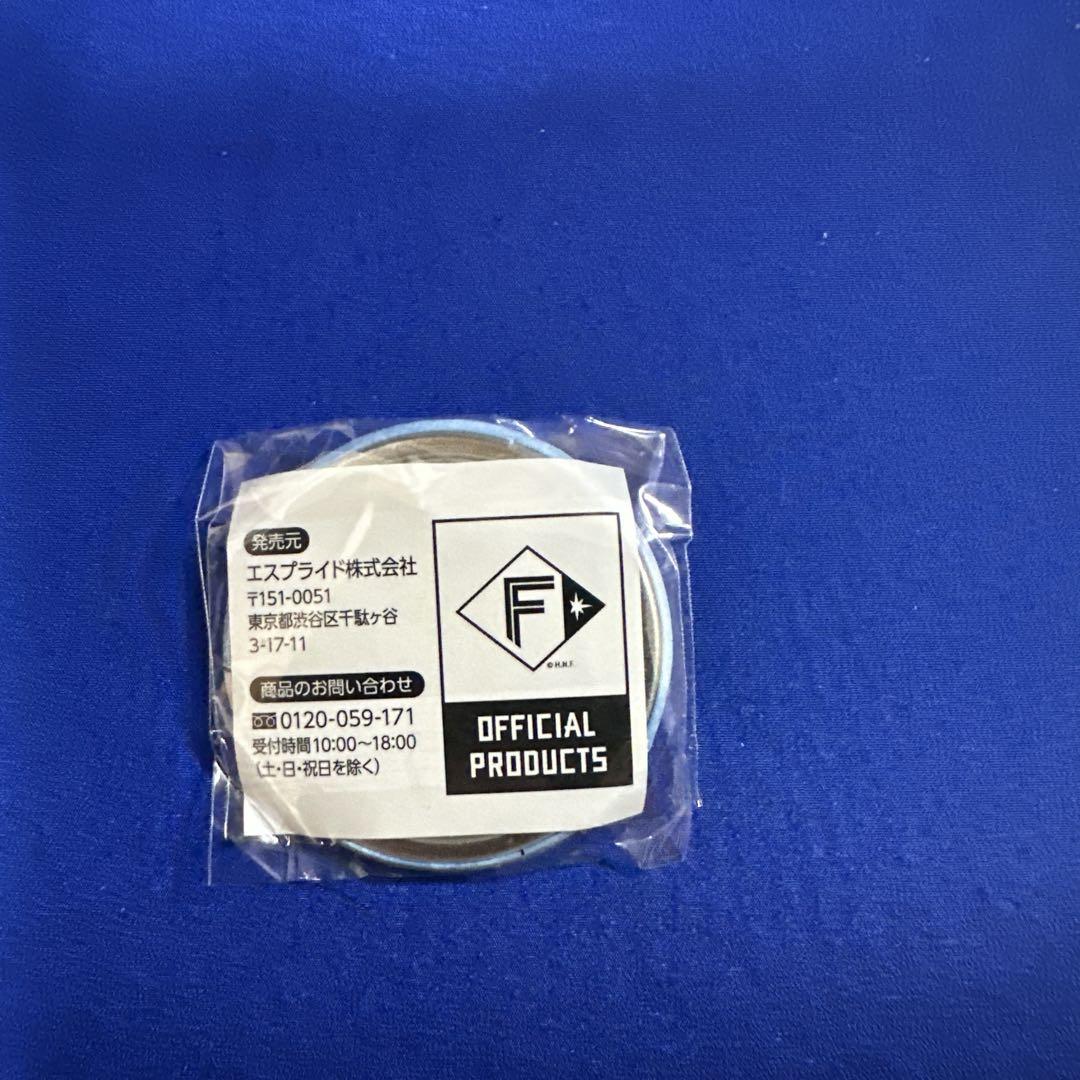 発売元
エスプライド株式会社
〒151-0051
東京都渋谷区千駄ヶ谷
3-17-11
商品のお問い合わせ
0120-059-171
受付時間10:00～18:00
（土・日・祝日を除く）
F
© H.N.F.
OFFICIAL
PRODUCTS